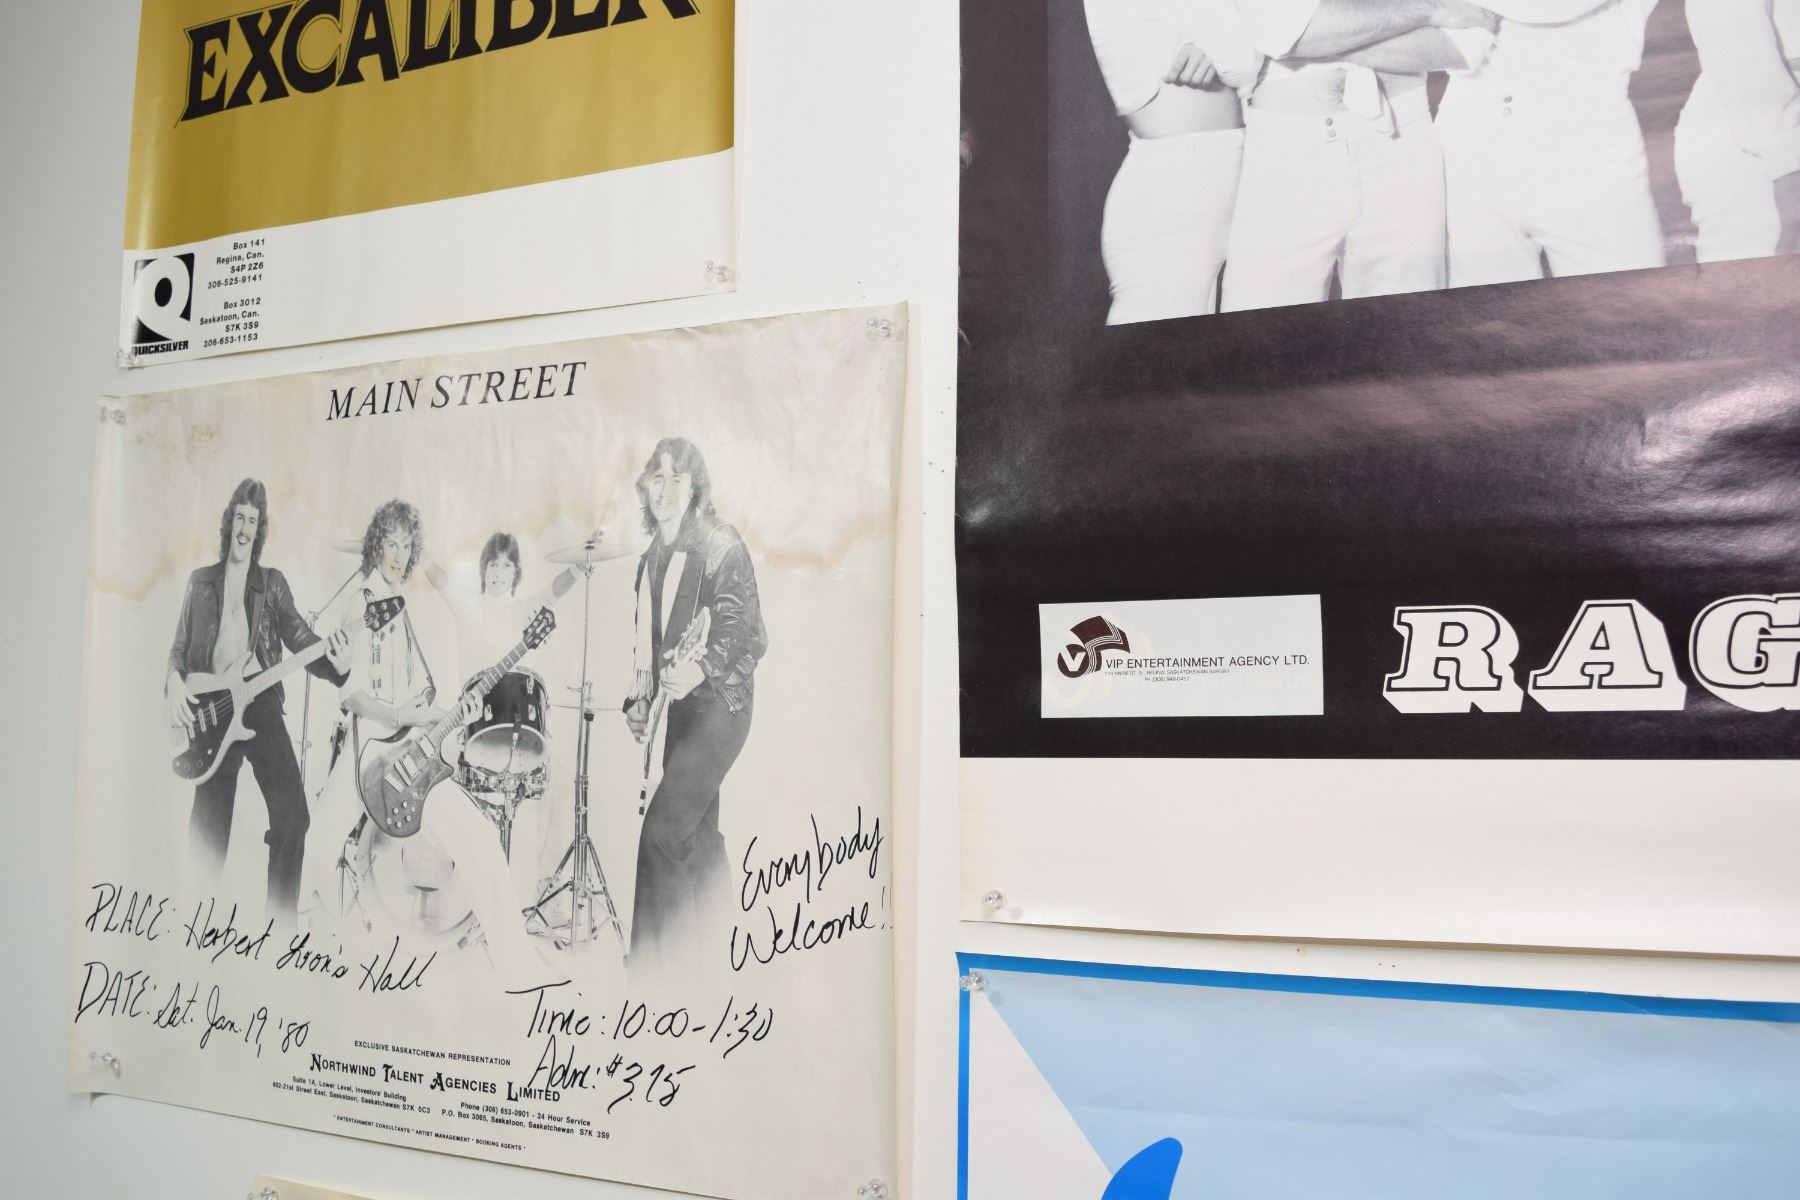 EXCALIBER
Box 141
Regina, Can.
S4P 2Z6
306-525-9141
Box 3012
Saskatoon, Can.
S7K 3S9
306-653-1153
QUICKSILVER
MAIN STREET
Everybody
Welcome!!
PLACE: Herbert Lion's Hall
DATE: Sat. Jan. 19, '80
Time: 10:00-1:30
Adm: $3.75
EXCLUSIVE SASKATCHEWAN REPRESENTATION
NORTHWIND TALENT AGENCIES LIMITED
Suite 1A, Lower Level, Investors' Building
402-21st Street East, Saskatoon, Saskatchewan S7K 0C3
Phone (306) 653-0901 - 24 Hour Service
P.O. Box 3065, Saskatoon, Saskatchewan S7K 3S9
* ENTERTAINMENT CONSULTANTS * ARTIST MANAGEMENT * BOOKING AGENTS *
VIP ENTERTAINMENT AGENCY LTD.
REGINA, SASKATCHEWAN
RAG